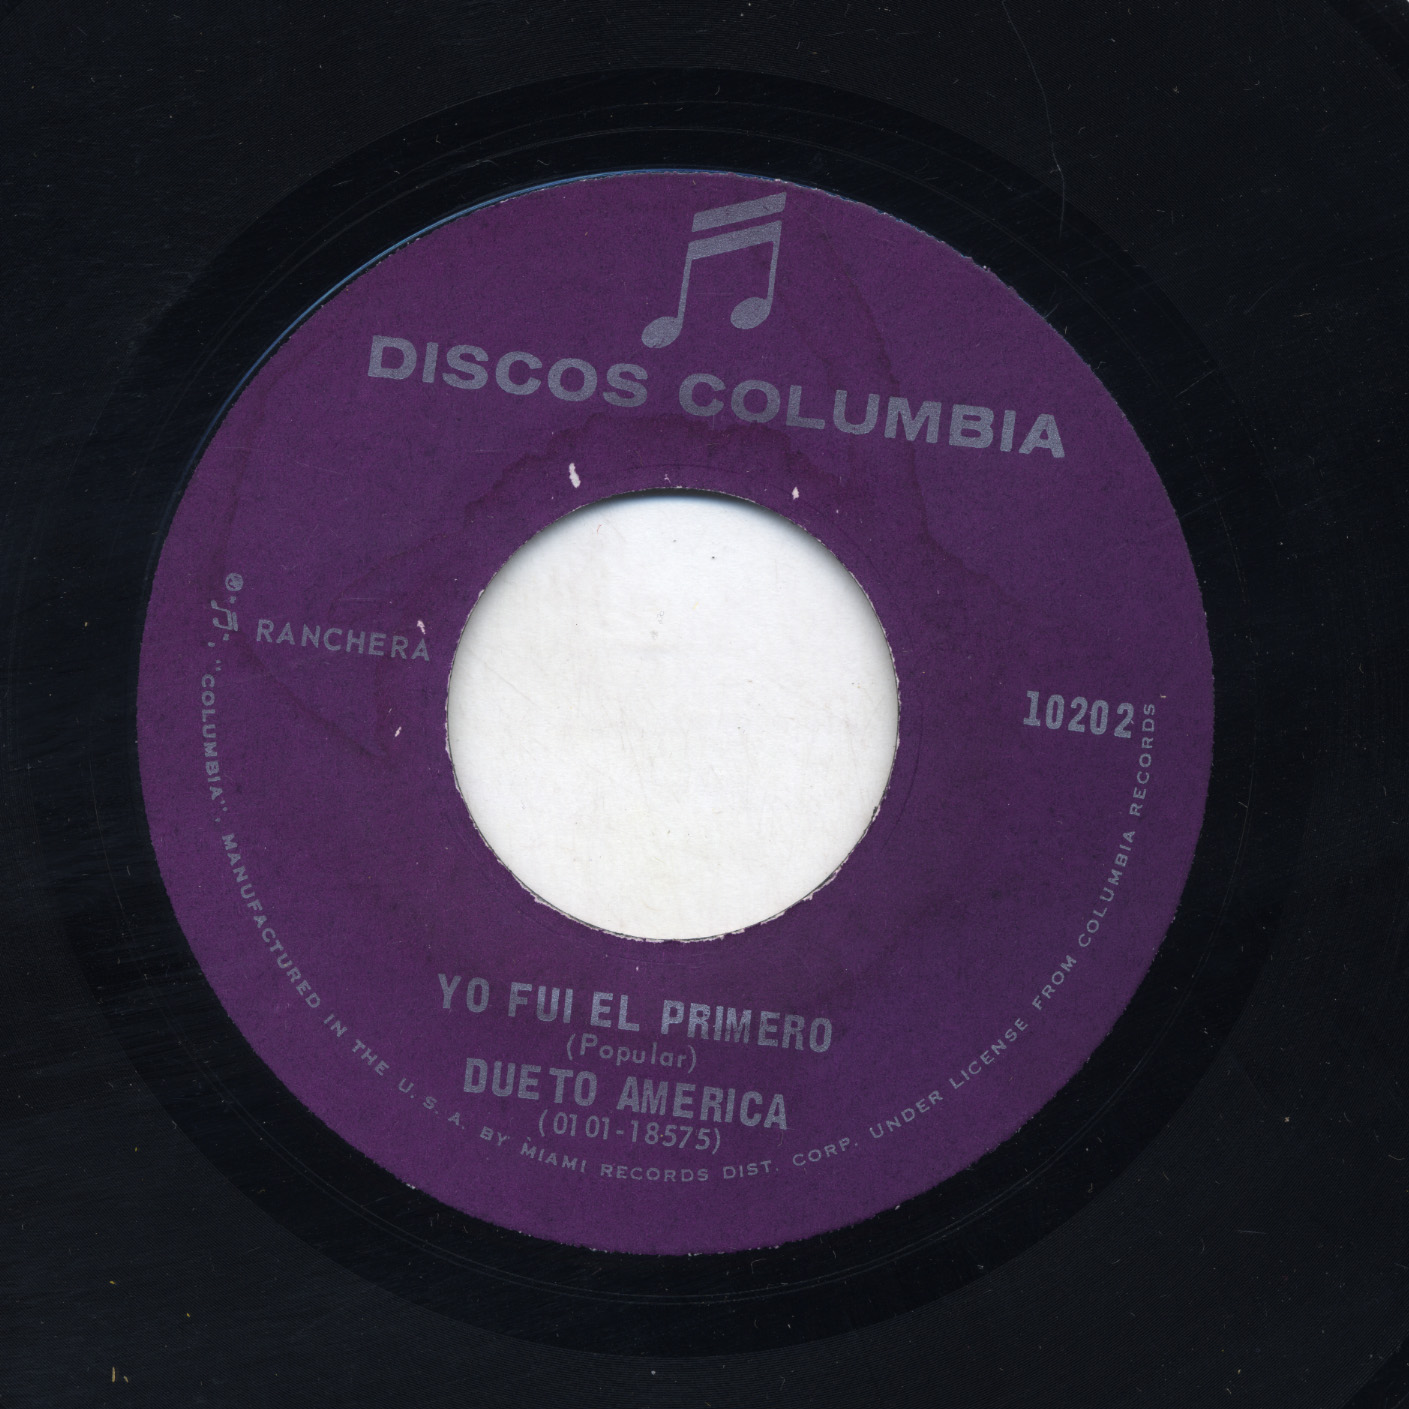 DISCOS COLUMBIA
RANCHERA
10202
YO FUI EL PRIMERO
(Popular)
DUETO AMERICA
(0101-18575)
®"♫", "COLUMBIA", MANUFACTURED IN THE U. S. A. BY MIAMI RECORDS DIST. CORP. UNDER LICENSE FROM COLUMBIA RECORDS